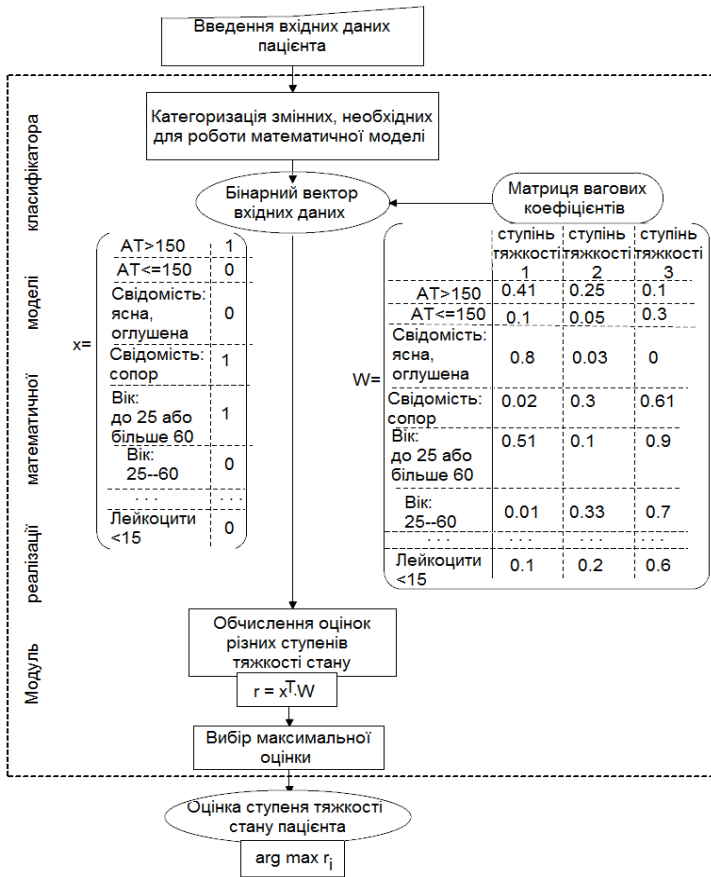 Введення вхідних даних
пацієнта
Категоризація змінних, необхідних
для роботи математичної моделі
Бінарний вектор
вхідних даних
Матриця вагових
коефіцієнтів
Модуль реалізації математичної моделі класифікатора
x=
АТ>150 1
АТ<=150 0
Свідомість:
ясна, 0
оглушена
Свідомість: 1
сопор
Вік:
до 25 або 1
більше 60
Вік: 0
25--60
. . . . . .
Лейкоцити 0
<15
W=
ступінь ступінь ступінь
тяжкості тяжкості тяжкості
1 2 3
АТ>150 0.41 0.25 0.1
АТ<=150 0.1 0.05 0.3
Свідомість:
ясна, 0.8 0.03 0
оглушена
Свідомість: 0.02 0.3 0.61
сопор
Вік: 0.51 0.1 0.9
до 25 або
більше 60
Вік: 0.01 0.33 0.7
25--60
. . . . . . . . . . . .
Лейкоцити 0.1 0.2 0.6
<15
Обчислення оцінок
різних ступенів
тяжкості стану
r = xᵀ·W
Вибір максимальної
оцінки
Оцінка ступеня тяжкості
стану пацієнта
arg max rᵢ